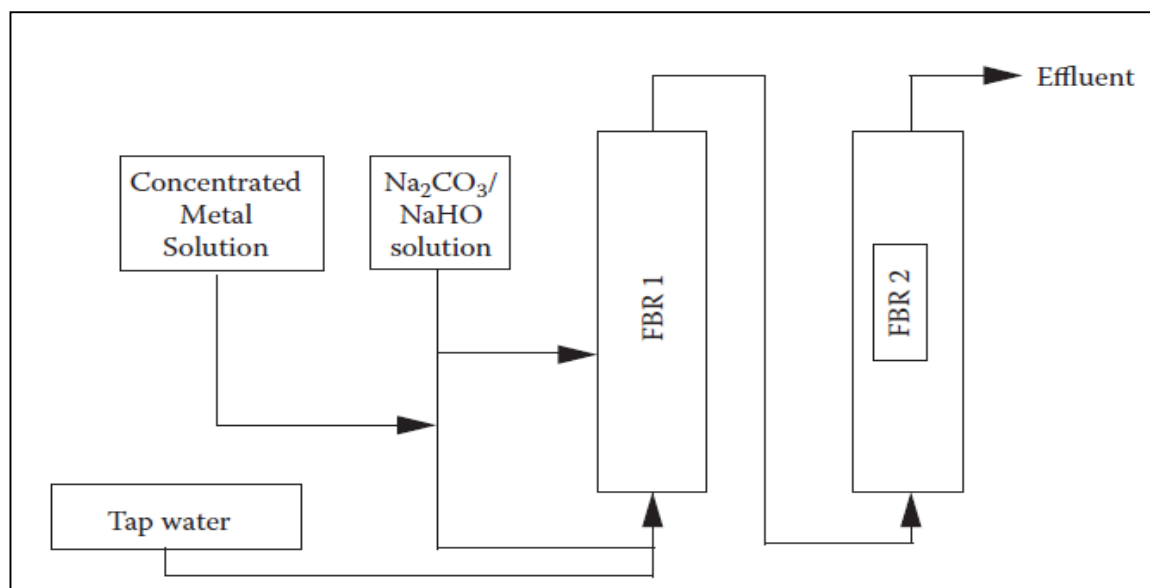 Concentrated
Metal
Solution
Na₂CO₃/
NaHO
solution
FBR 1
FBR 2
Effluent
Tap water